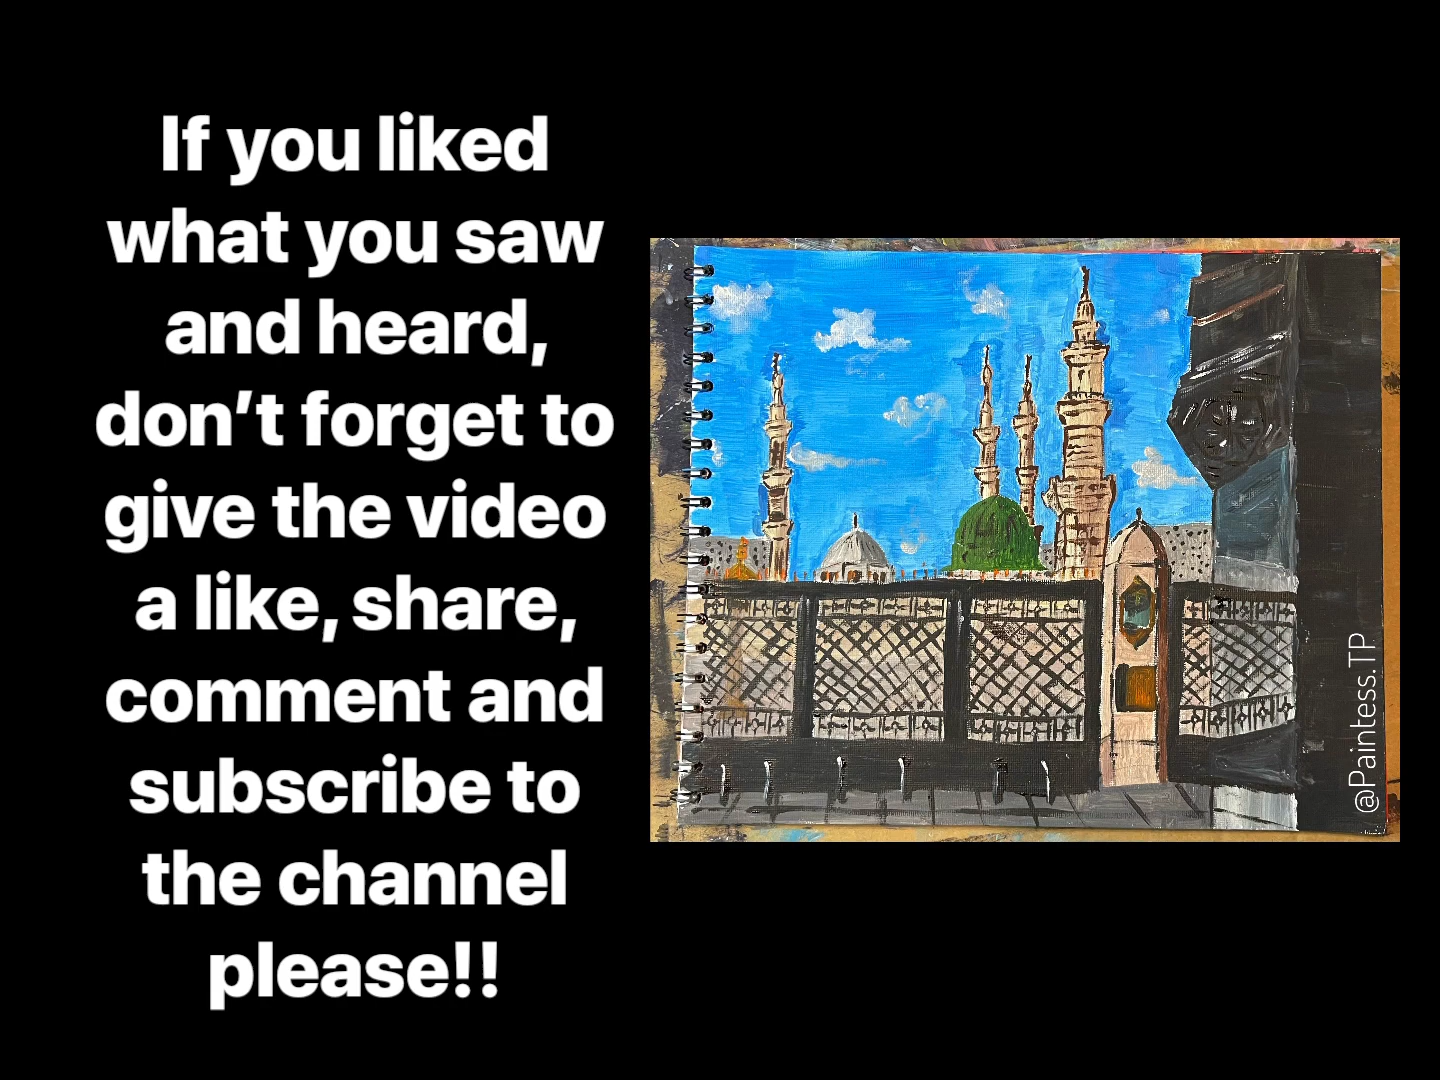 If you liked
what you saw
and heard,
don’t forget to
give the video
a like, share,
comment and
subscribe to
the channel
please!!
@Paintess.TP